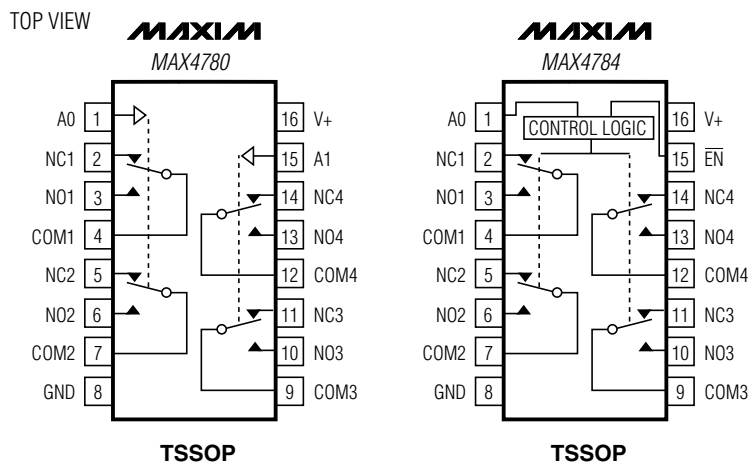 TOP VIEW
MAXIM
MAX4780
A0 1
NC1 2
NO1 3
COM1 4
NC2 5
NO2 6
COM2 7
GND 8
16 V+
15 A1
14 NC4
13 NO4
12 COM4
11 NC3
10 NO3
9 COM3
TSSOP
MAXIM
MAX4784
CONTROL LOGIC
A0 1
NC1 2
NO1 3
COM1 4
NC2 5
NO2 6
COM2 7
GND 8
16 V+
15 E̅N̅
14 NC4
13 NO4
12 COM4
11 NC3
10 NO3
9 COM3
TSSOP